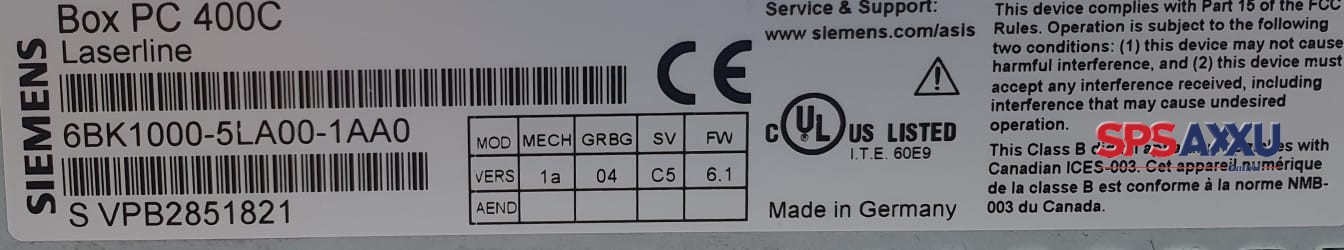 SIEMENS
Box PC 400C
Laserline
6BK1000-5LA00-1AA0
S VPB2851821
CE
MOD MECH GRBG SV FW
VERS 1a 04 C5 6.1
AEND
Service & Support:
www siemens.com/asis
C UL US LISTED
I.T.E. 60E9
Made in Germany
This device complies with Part 15 of the FCC
Rules. Operation is subject to the following
two conditions: (1) this device may not cause
harmful interference, and (2) this device must
accept any interference received, including
interference that may cause undesired
operation.
This Class B with
Canadian ICES-003. Cet appareil numérique
de la classe B est conforme à la norme NMB-
003 du Canada.
SPSAXXU